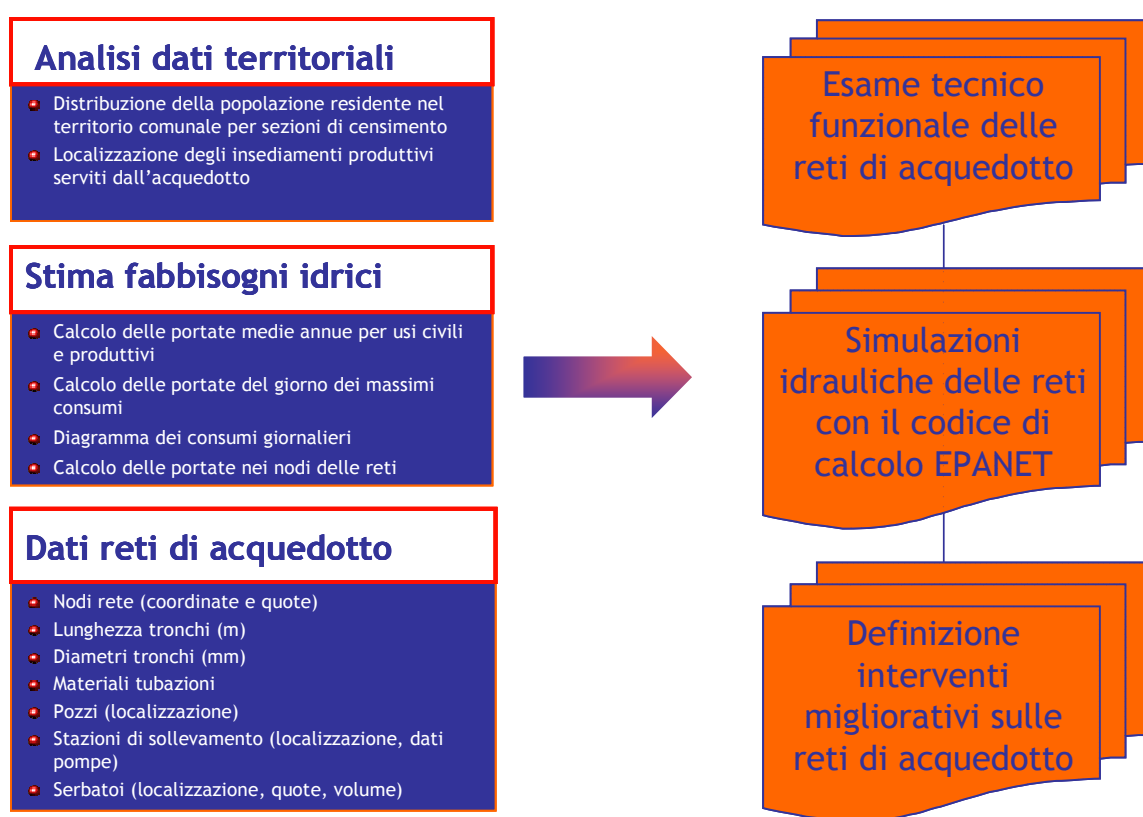 Analisi dati territoriali
Distribuzione della popolazione residente nel
territorio comunale per sezioni di censimento
Localizzazione degli insediamenti produttivi
serviti dall'acquedotto
Stima fabbisogni idrici
Calcolo delle portate medie annue per usi civili
e produttivi
Calcolo delle portate del giorno dei massimi
consumi
Diagramma dei consumi giornalieri
Calcolo delle portate nei nodi delle reti
Dati reti di acquedotto
Nodi rete (coordinate e quote)
Lunghezza tronchi (m)
Diametri tronchi (mm)
Materiali tubazioni
Pozzi (localizzazione)
Stazioni di sollevamento (localizzazione, dati
pompe)
Serbatoi (localizzazione, quote, volume)
Esame tecnico
funzionale delle
reti di acquedotto
Simulazioni
idrauliche delle reti
con il codice di
calcolo EPANET
Definizione
interventi
migliorativi sulle
reti di acquedotto